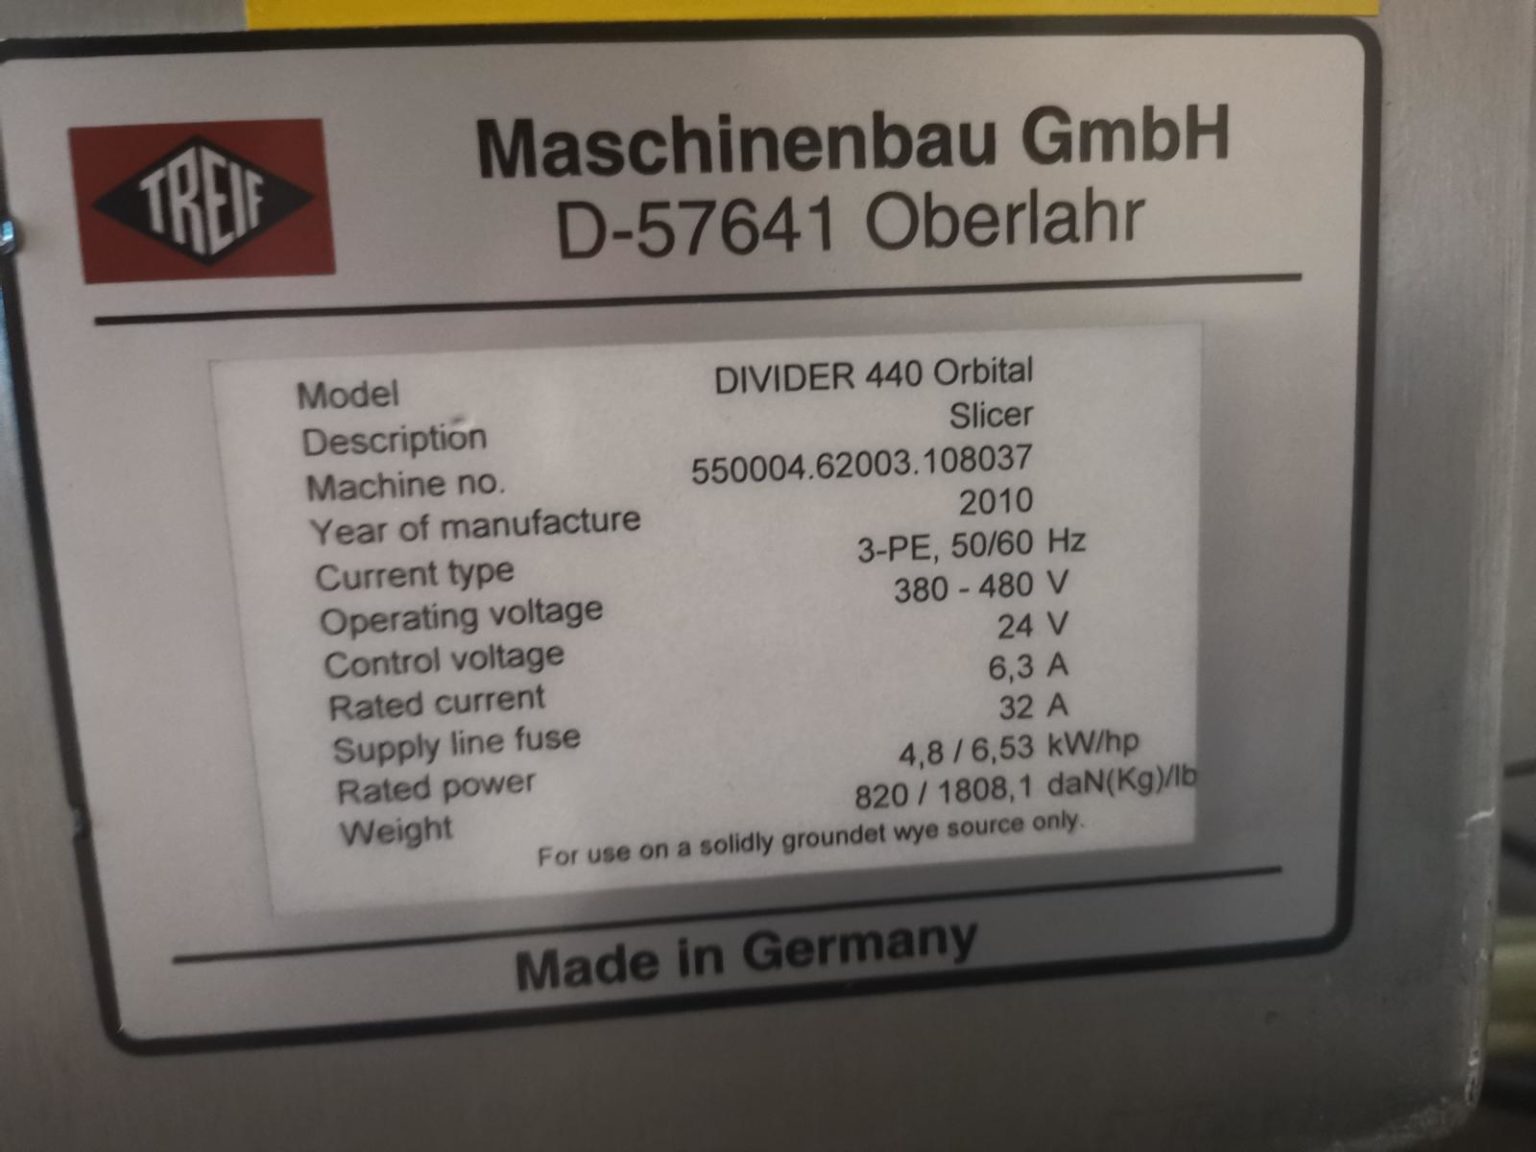 TREIF
Maschinenbau GmbH
D-57641 Oberlahr
Model DIVIDER 440 Orbital
Description Slicer
Machine no. 550004.62003.108037
Year of manufacture 2010
Current type 3-PE, 50/60 Hz
Operating voltage 380 - 480 V
Control voltage 24 V
Rated current 6,3 A
Supply line fuse 32 A
Rated power 4,8 / 6,53 kW/hp
Weight 820 / 1808,1 daN(Kg)/lb
For use on a solidly groundet wye source only.
Made in Germany